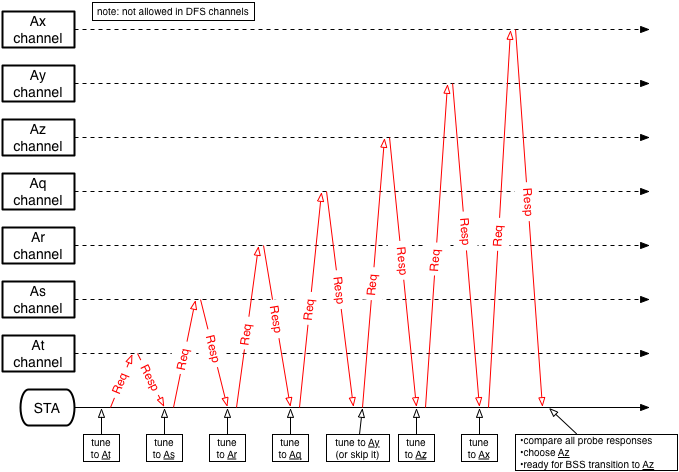 note: not allowed in DFS channels
Ax
channel
Ay
channel
Az
channel
Aq
channel
Ar
channel
As
channel
At
channel
STA
Req
Resp
Req
Resp
Req
Resp
Req
Resp
Req
Resp
Req
Resp
Req
Resp
tune
to At
tune
to As
tune
to Ar
tune
to Aq
tune to Ay
(or skip it)
tune
to Az
tune
to Ax
•compare all probe responses
•choose Az
•ready for BSS transition to Az